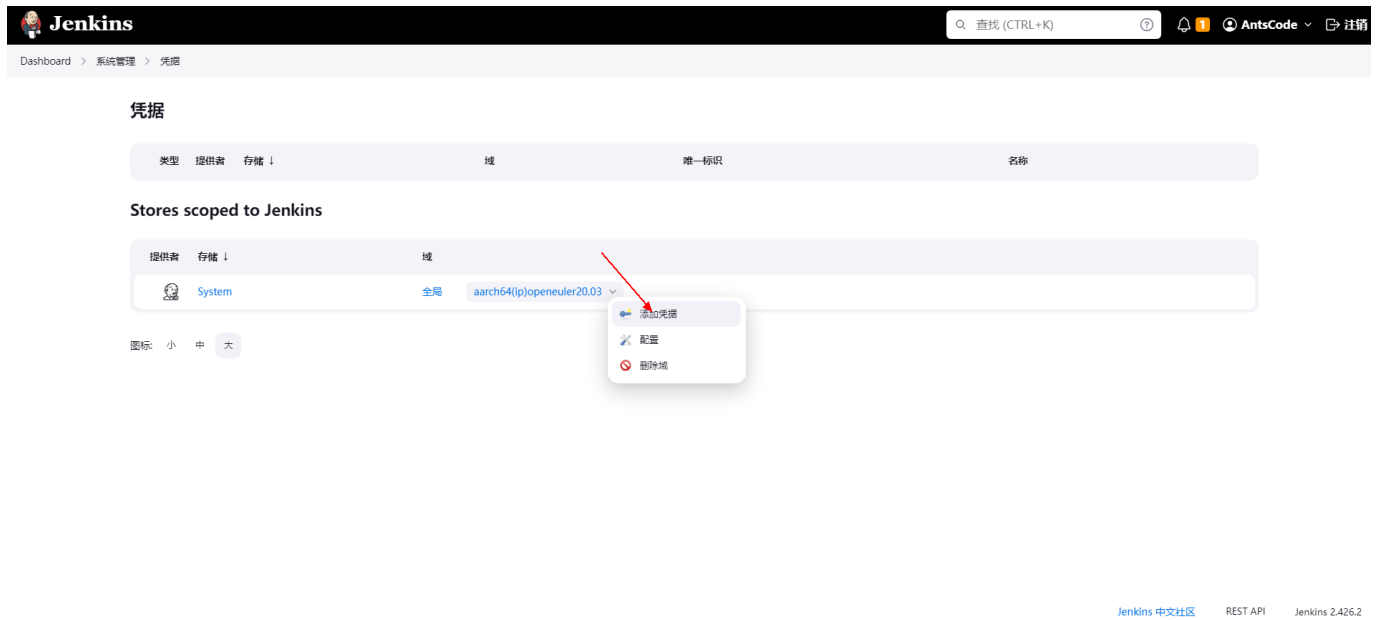 Jenkins 查找 (CTRL+K) 1 AntsCode 注销
Dashboard 系统管理 凭据
凭据
类型 提供者 存储 ↓ 域 唯一标识 名称
Stores scoped to Jenkins
提供者 存储 ↓ 域
System 全局 aarch64(ip)openeuler20.03
添加凭据
配置
删除域
图标: 小 中 大
Jenkins 中文社区 REST API Jenkins 2.426.2